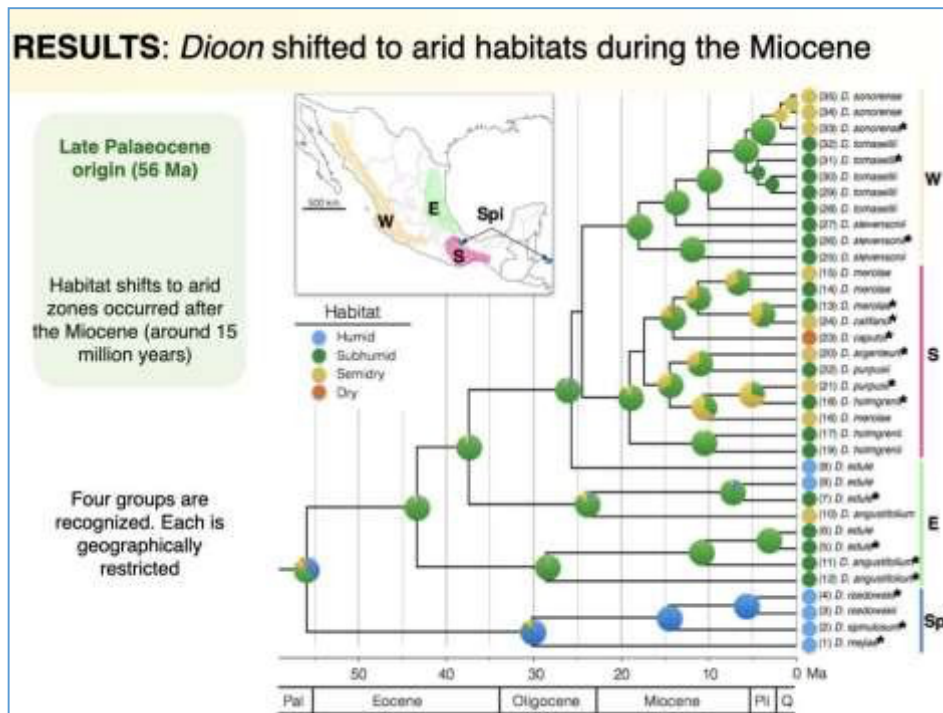 RESULTS: Dioon shifted to arid habitats during the Miocene
Late Palaeocene
origin (56 Ma)
Habitat shifts to arid
zones occurred after
the Miocene (around 15
million years)
Four groups are
recognized. Each is
geographically
restricted
500 km
W
E
S
Spi
Habitat
Humid
Subhumid
Semidry
Dry
(35) D. sonorense
(34) D. sonorense
(33) D. sonorense*
(32) D. tomasellii
(31) D. tomasellii*
(30) D. tomasellii
(29) D. tomasellii
(28) D. tomasellii
(27) D. stevensonii
(26) D. stevensonii*
(25) D. stevensonii
(15) D. merolae
(14) D. merolae
(13) D. merolae*
(24) D. califanoi*
(23) D. caputoi*
(20) D. argenteum*
(22) D. purpusii
(21) D. purpusii*
(18) D. holmgrenii*
(16) D. merolae
(17) D. holmgrenii
(19) D. holmgrenii
(8) D. edule
D. edule
(7) D. edule*
(10) D. angustifolium
(6) D. edule
(5) D. edule*
(11) D. angustifolium*
(12) D. angustifolium*
(4) D. rzedowskii*
(3) D. rzedowskii
(2) D. spinulosum*
(1) D. mejiae*
W
S
E
Sp
50
40
30
20
10
0 Ma
Pal
Eocene
Oligocene
Miocene
Pli
Q